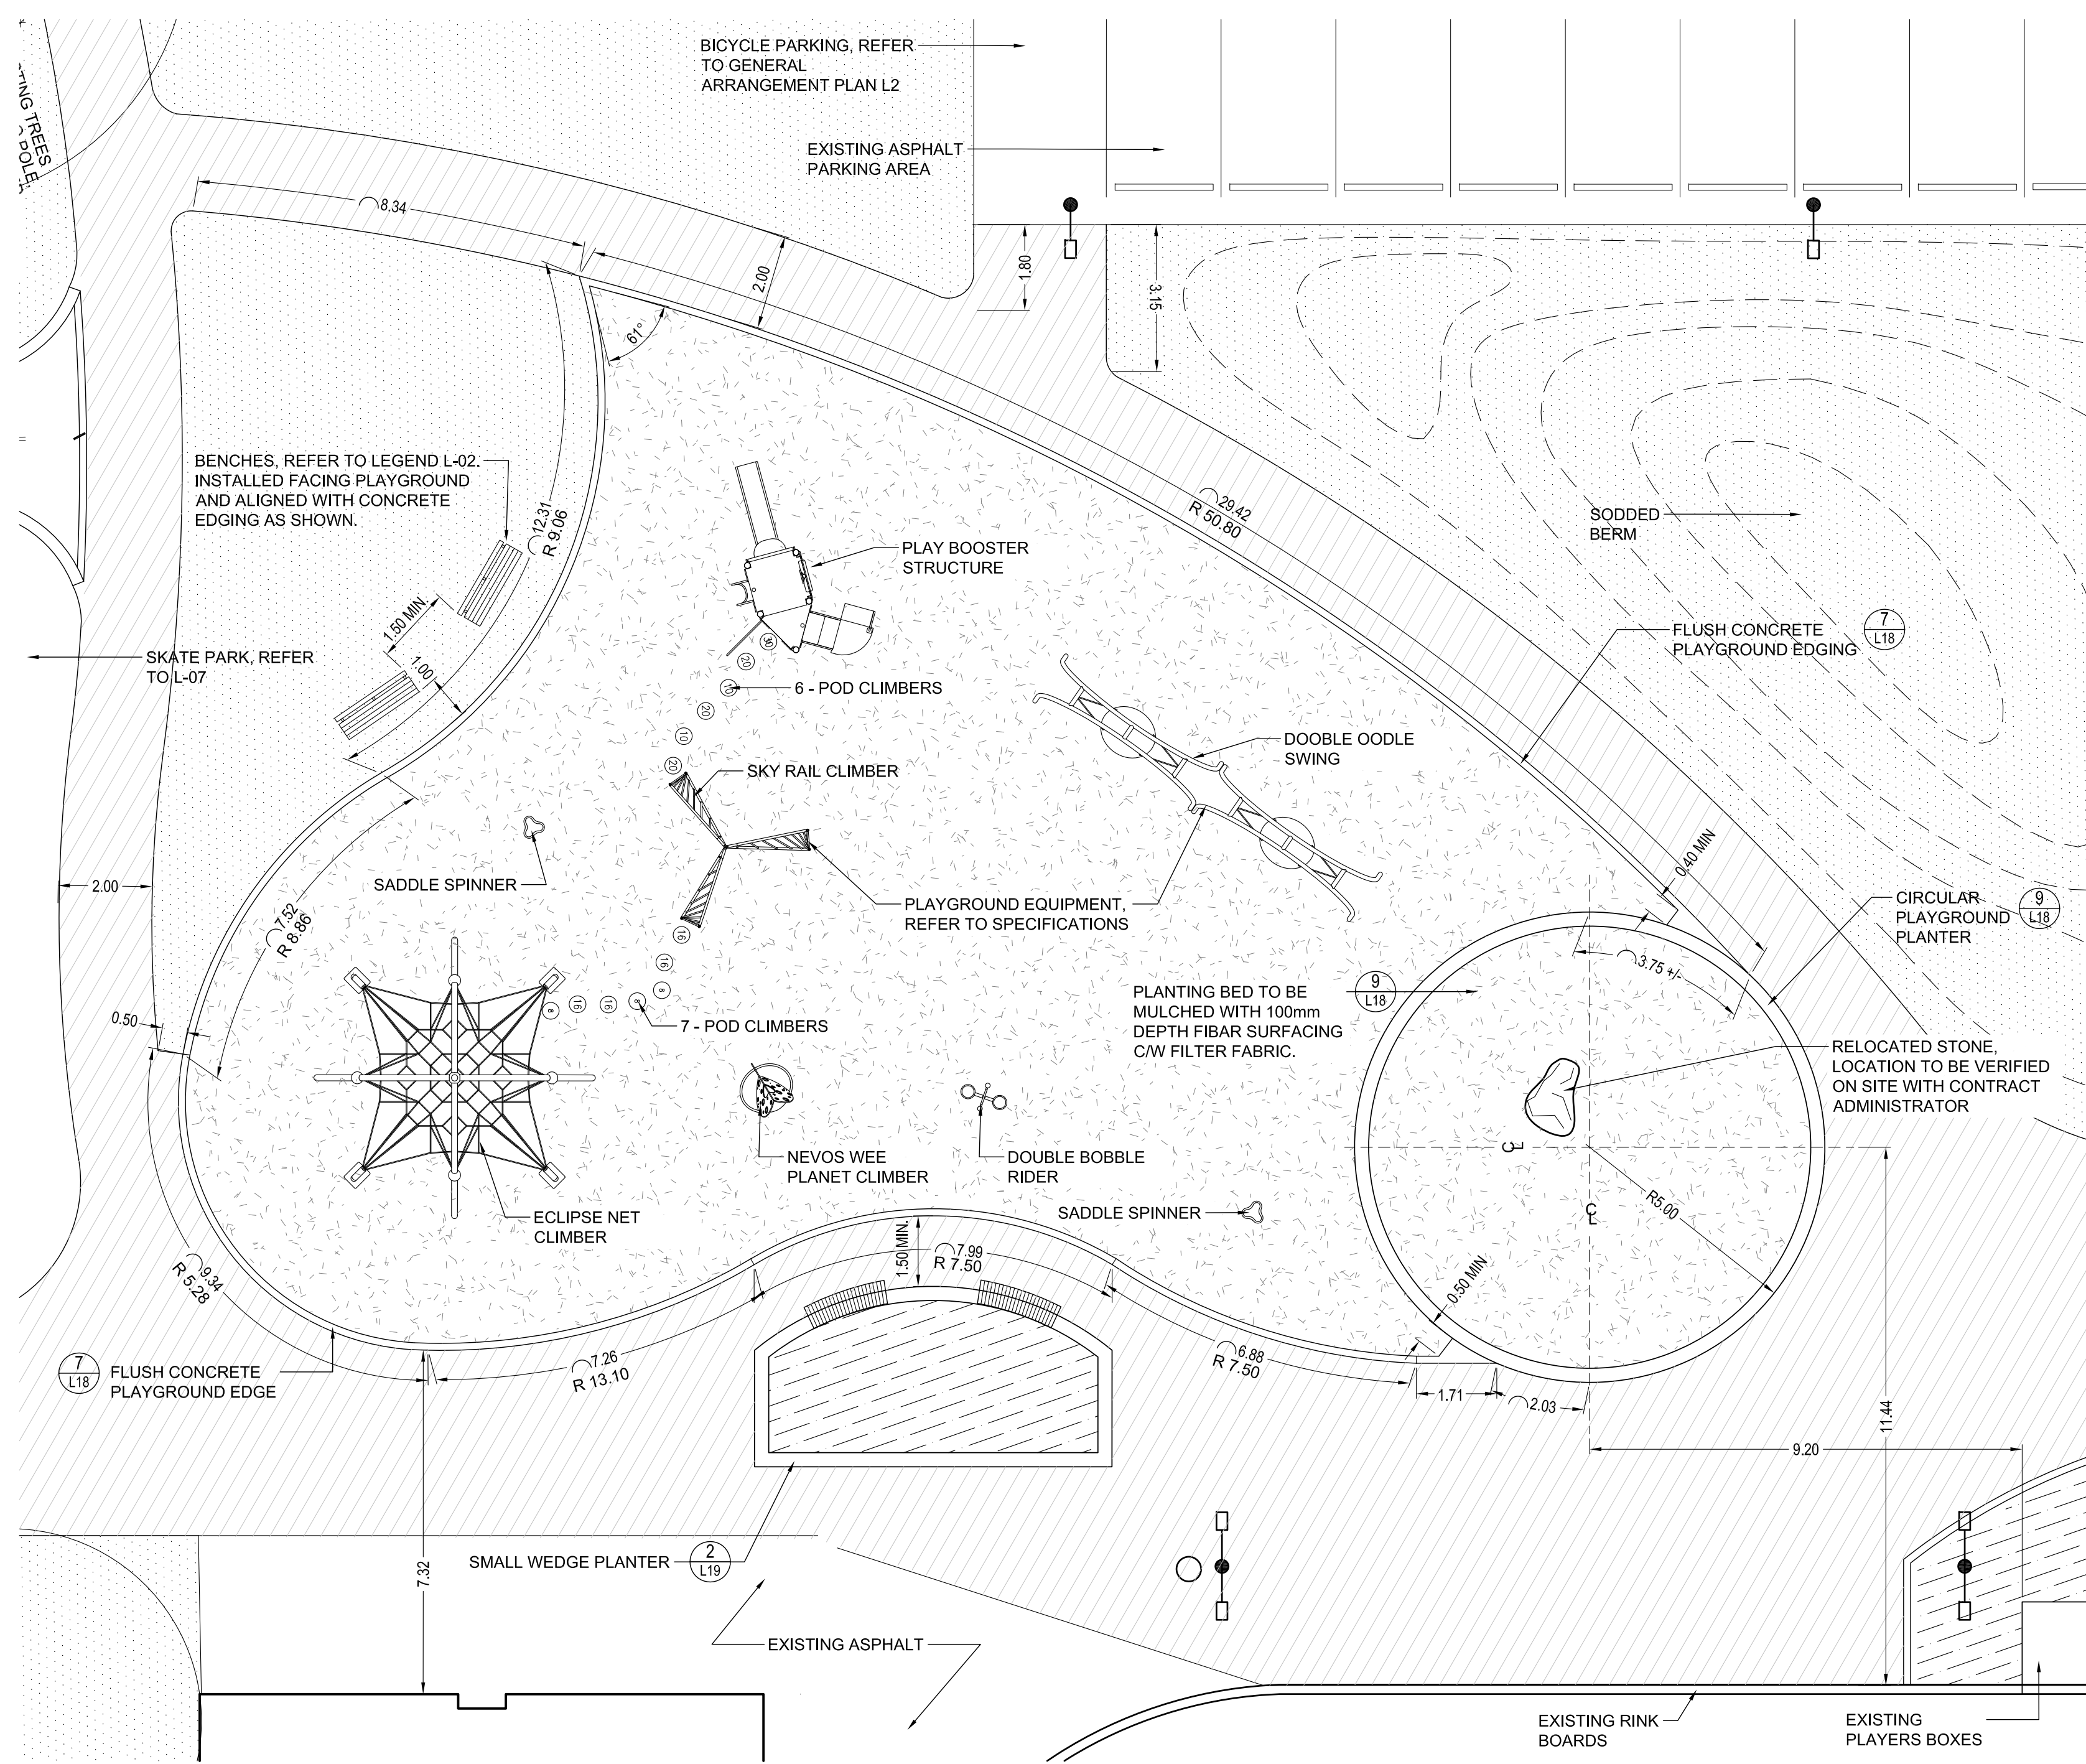 BICYCLE PARKING, REFER
TO GENERAL
ARRANGEMENT PLAN L2
TREES
POLE,
EXISTING ASPHALT
PARKING AREA
8.34
2.00
1.80
3.15
61°
BENCHES, REFER TO LEGEND L-02.
INSTALLED FACING PLAYGROUND
AND ALIGNED WITH CONCRETE
EDGING AS SHOWN.
12.31
R 9.06
29.42
R 50.80
SODDED
BERM
PLAY BOOSTER
STRUCTURE
1.50 MIN.
1.00
SKATE PARK, REFER
TO L-07
FLUSH CONCRETE
PLAYGROUND EDGING
7
L18
20
10
6 - POD CLIMBERS
20
10
20
SKY RAIL CLIMBER
DOOBLE OODLE
SWING
0.40 MIN
2.00
SADDLE SPINNER
PLAYGROUND EQUIPMENT,
REFER TO SPECIFICATIONS
CIRCULAR
PLAYGROUND
PLANTER
9
L18
7.52
R 8.86
16
16
8
8
16
16
8
7 - POD CLIMBERS
3.75 +/-
PLANTING BED TO BE
MULCHED WITH 100mm
DEPTH FIBAR SURFACING
C/W FILTER FABRIC.
9
L18
0.50
RELOCATED STONE,
LOCATION TO BE VERIFIED
ON SITE WITH CONTRACT
ADMINISTRATOR
NEVOS WEE
PLANET CLIMBER
DOUBLE BOBBLE
RIDER
CL
CL
R5.00
ECLIPSE NET
CLIMBER
SADDLE SPINNER
1.50 MIN.
7.99
R 7.50
0.50 MIN
9.34
R 5.28
7
L18
FLUSH CONCRETE
PLAYGROUND EDGE
7.26
R 13.10
6.88
R 7.50
1.71
2.03
11.44
9.20
SMALL WEDGE PLANTER
2
L19
7.32
EXISTING ASPHALT
EXISTING RINK
BOARDS
EXISTING
PLAYERS BOXES